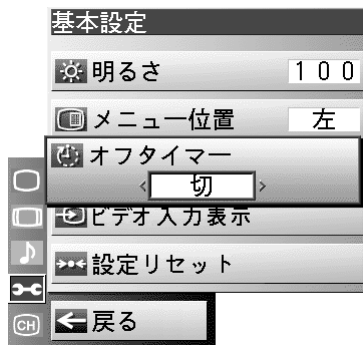 基本設定
明るさ 100
メニュー位置 左
オフタイマー
切
ビデオ入力表示
設定リセット
CH 戻る